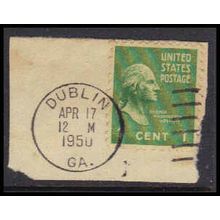 DUBLIN
APR 17
12 M
1950
GA.
UNITED
STATES
POSTAGE
CENT 1